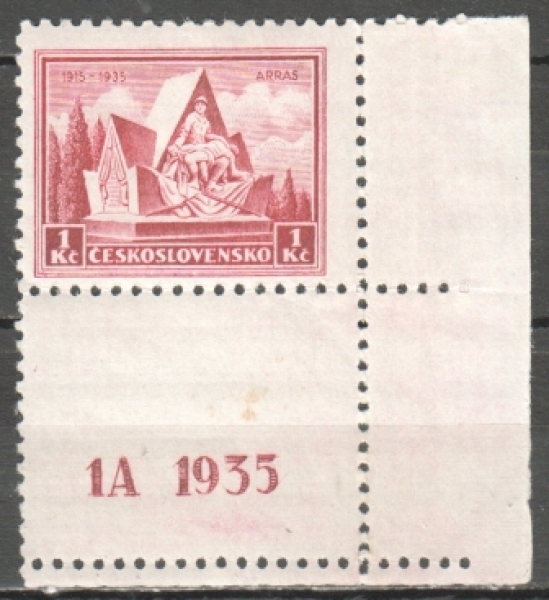 1915-1935 ARRAS
1 Kč ČESKOSLOVENSKO 1 Kč
1A 1935